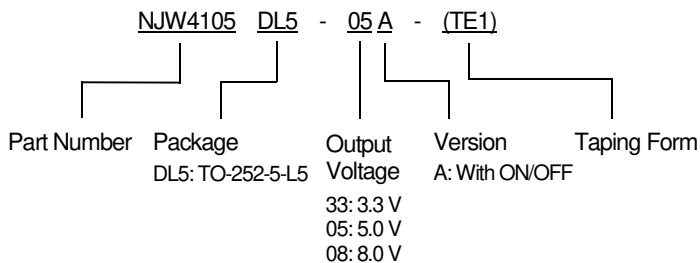 NJW4105 DL5 - 05 A - (TE1)
Part Number Package Output Voltage Version Taping Form
DL5: TO-252-5-L5 A: With ON/OFF
33: 3.3 V
05: 5.0 V
08: 8.0 V